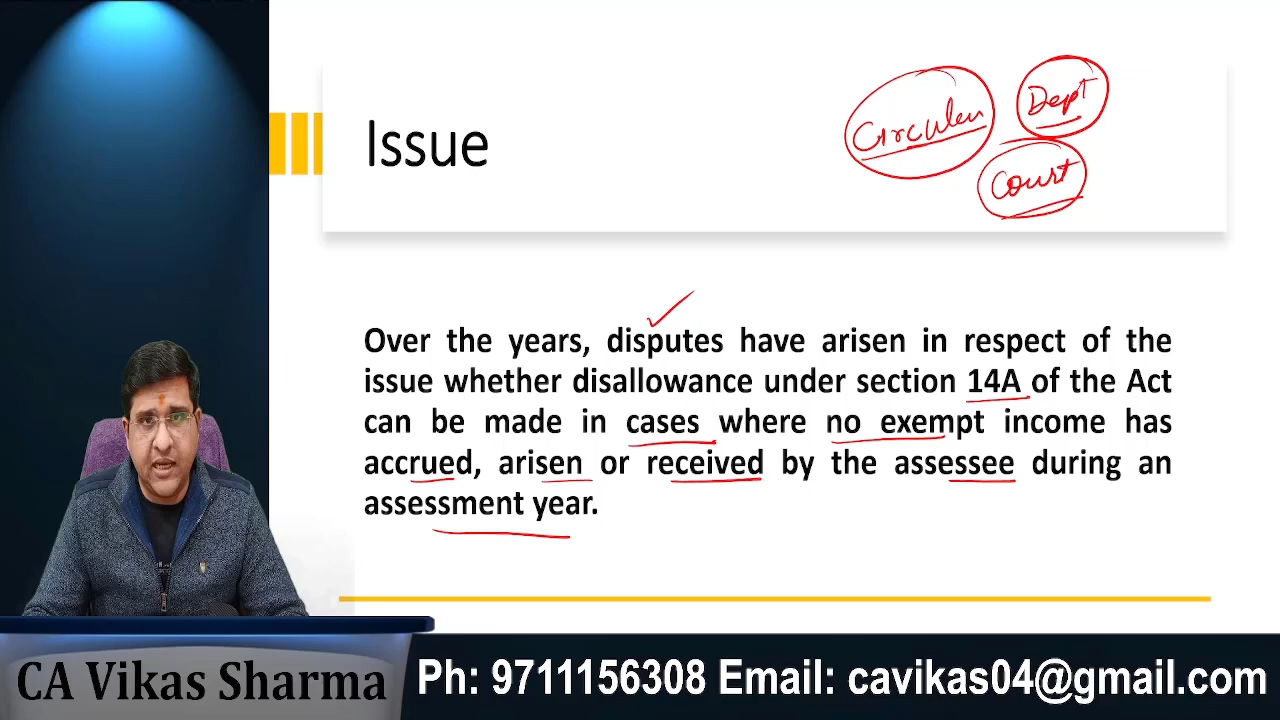 Issue
Circular
Dept
Court
Over the years, disputes have arisen in respect of the
issue whether disallowance under section 14A of the Act
can be made in cases where no exempt income has
accrued, arisen or received by the assessee during an
assessment year.
CA Vikas Sharma
Ph: 9711156308 Email: cavikas04@gmail.com